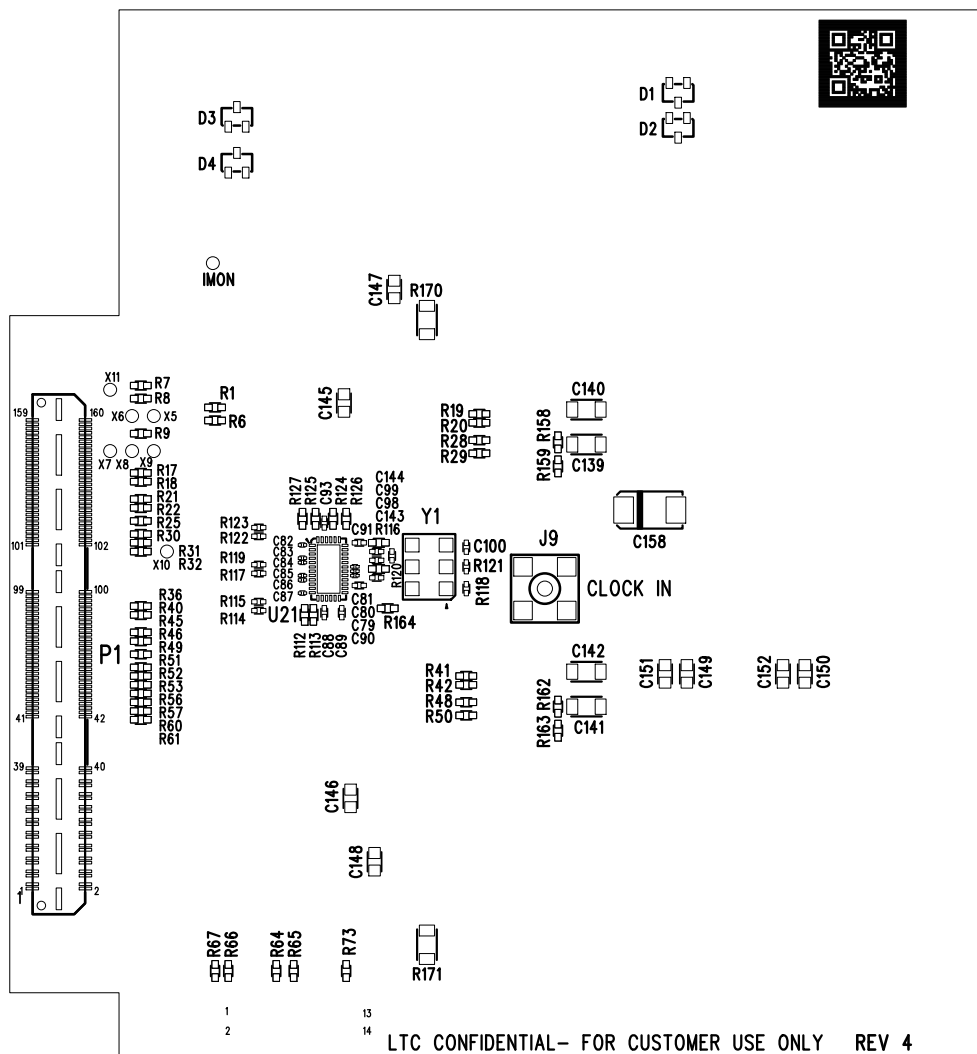 D1
D3
D2
D4
IMON
C147
R170
X11
R7
R8
R1
C140
159
160
X6
X5
R6
C145
R19
R20
R158
R9
R28
R29
R159
C139
X7
X8
X9
R17
R18
R127
R125
C93
R124
R126
C144
C99
C98
C143
R21
R22
R25
R30
R123
R122
C91
R116
Y1
C158
101
102
C82
C83
R31
R32
X10
R119
R117
C84
C85
C86
C87
R120
C100
R121
R118
J9
CLOCK IN
99
100
R36
R40
R45
R115
R114
U21
C81
C80
C79
C90
R164
R112
R113
C88
C89
P1
R46
R49
R51
R52
R53
R56
R57
R60
R61
R41
R42
R48
R50
C142
C151
C149
C152
C150
R162
R163
C141
41
42
39
40
C146
C148
1
2
R67
R66
R64
R65
R73
R171
1
13
2
14
LTC CONFIDENTIAL- FOR CUSTOMER USE ONLY REV 4